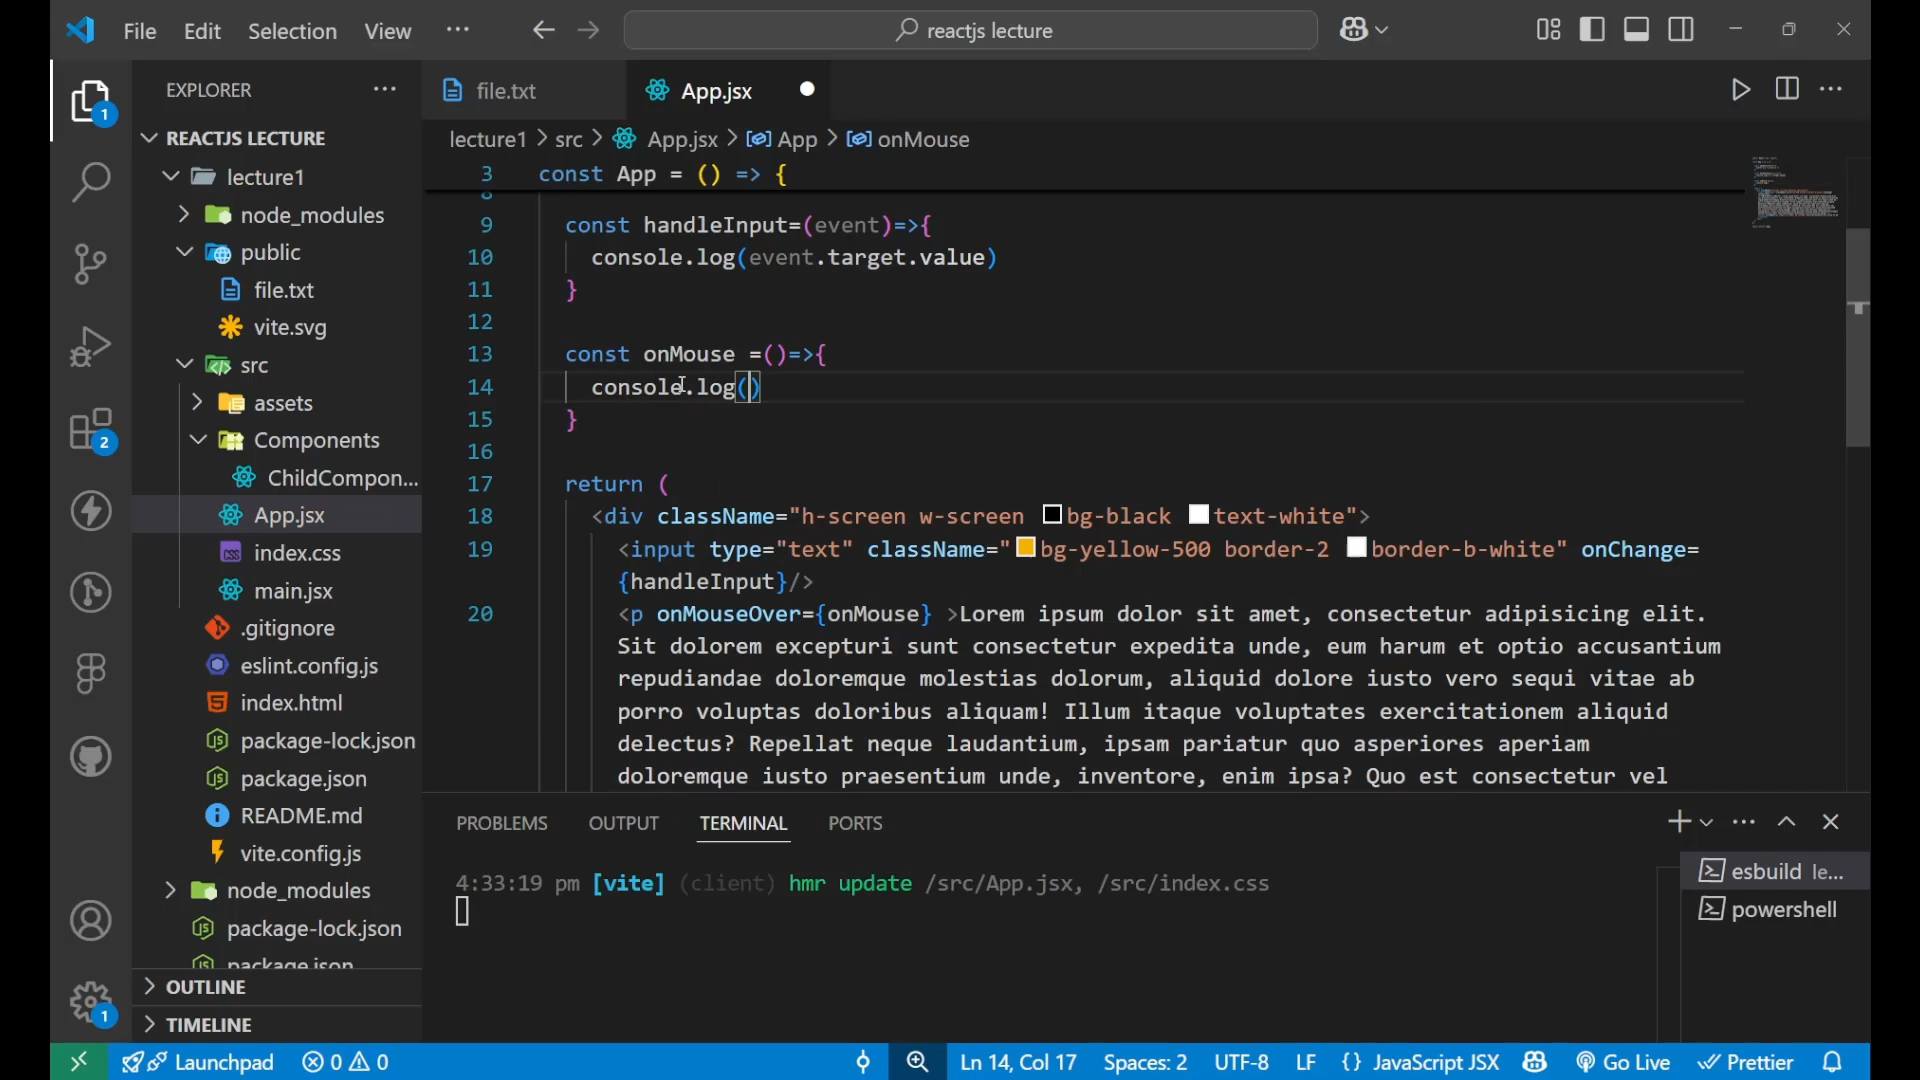 File Edit Selection View ··· reactjs lecture
EXPLORER ···
REACTJS LECTURE
lecture1
node_modules
public
file.txt
vite.svg
src
assets
Components
ChildCompon...
App.jsx
index.css
main.jsx
.gitignore
eslint.config.js
index.html
package-lock.json
package.json
README.md
vite.config.js
node_modules
package-lock.json
package.json
OUTLINE
TIMELINE
1
2
1
file.txt App.jsx
lecture1 > src > App.jsx > App > onMouse
3 const App = () => {
8
9 const handleInput=(event)=>{
10 console.log(event.target.value)
11 }
12
13 const onMouse =()=>{
14 console.log()
15 }
16
17 return (
18 <div className="h-screen w-screen bg-black text-white">
19 <input type="text" className="bg-yellow-500 border-2 border-b-white" onChange=
{handleInput}/>
20 <p onMouseOver={onMouse} >Lorem ipsum dolor sit amet, consectetur adipisicing elit.
Sit dolorem excepturi sunt consectetur expedita unde, eum harum et optio accusantium
repudiandae doloremque molestias dolorum, aliquid dolore iusto vero sequi vitae ab
porro voluptas doloribus aliquam! Illum itaque voluptates exercitationem aliquid
delectus? Repellat neque laudantium, ipsam pariatur quo asperiores aperiam
doloremque iusto praesentium unde, inventore, enim ipsa? Quo est consectetur vel
PROBLEMS OUTPUT TERMINAL PORTS
4:33:19 pm [vite] (client) hmr update /src/App.jsx, /src/index.css
esbuild le...
powershell
Launchpad 0 0 Ln 14, Col 17 Spaces: 2 UTF-8 LF {} JavaScript JSX Go Live Prettier